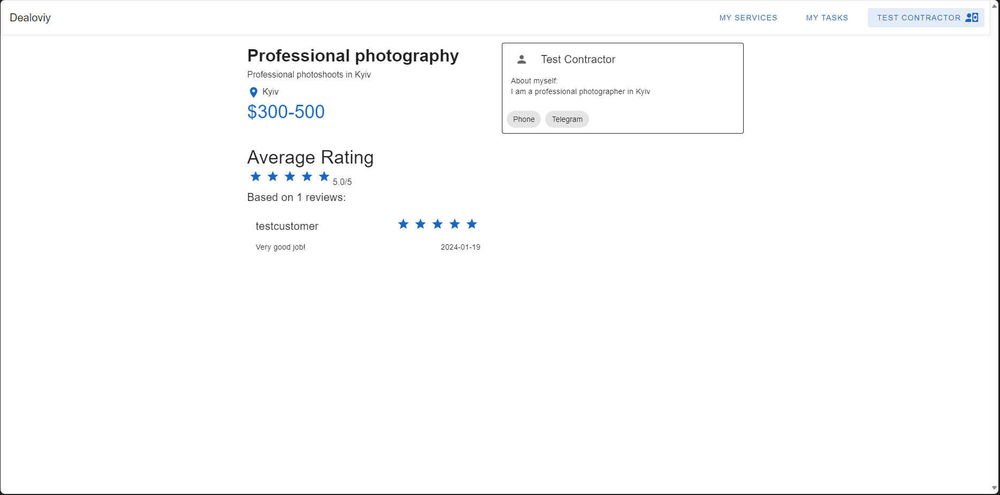 Dealoviy
MY SERVICES
MY TASKS
TEST CONTRACTOR
Professional photography
Professional photoshoots in Kyiv
Kyiv
$300-500
Test Contractor
About myself:
I am a professional photographer in Kyiv
Phone
Telegram
Average Rating
5.0/5
Based on 1 reviews:
testcustomer
Very good job!
2024-01-19